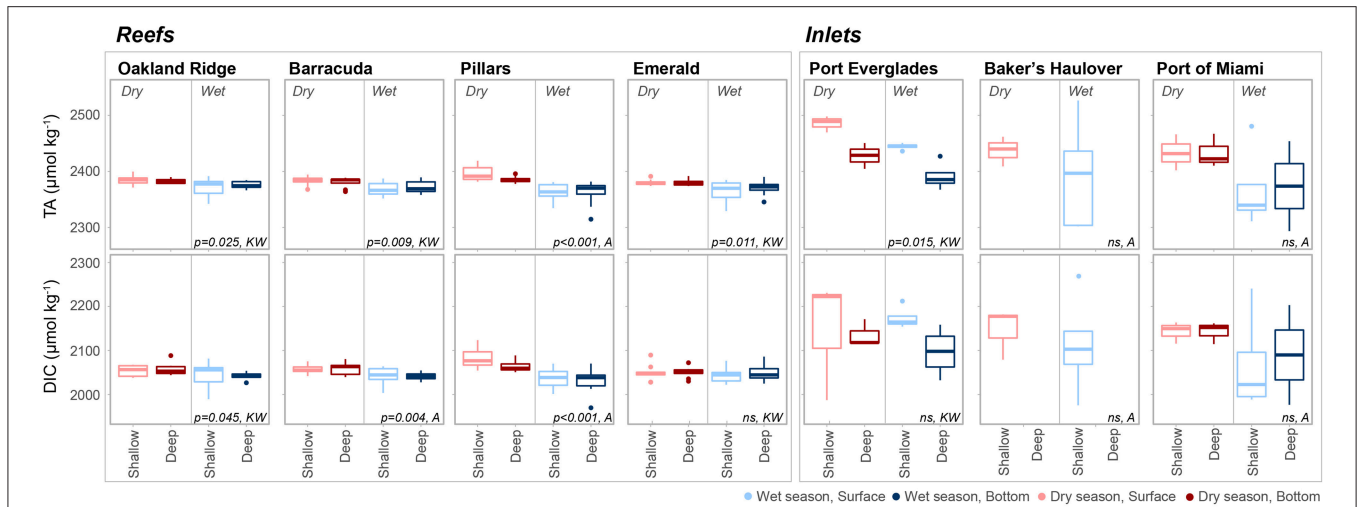 Reefs Inlets
Oakland Ridge Barracuda Pillars Emerald Port Everglades Baker's Haulover Port of Miami
Dry Wet Dry Wet Dry Wet Dry Wet Dry Wet Dry Wet Dry Wet
TA (μmol kg⁻¹)
2500
2400
2300
p=0.025, KW p=0.009, KW p<0.001, A p=0.011, KW p=0.015, KW ns, A ns, A
DIC (μmol kg⁻¹)
2300
2200
2100
2000
p=0.045, KW p=0.004, A p<0.001, A ns, KW ns, KW ns, A ns, A
Shallow Deep Shallow Deep Shallow Deep Shallow Deep Shallow Deep Shallow Deep Shallow Deep Shallow Deep Shallow Deep Shallow Deep Shallow Deep Shallow Deep Shallow Deep Shallow Deep
Wet season, Surface Wet season, Bottom Dry season, Surface Dry season, Bottom